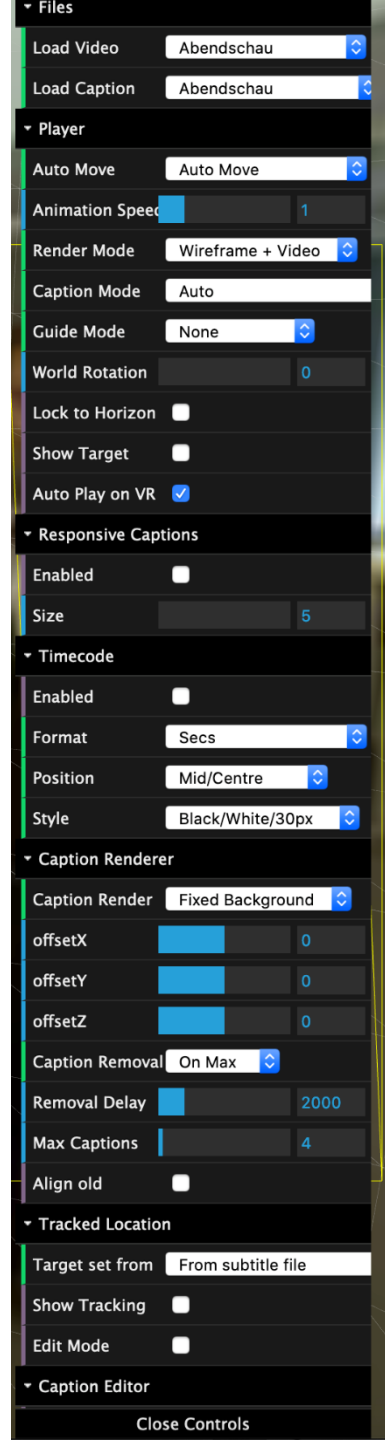 Files
Load Video Abendschau
Load Caption Abendschau
Player
Auto Move Auto Move
Animation Speed 1
Render Mode Wireframe + Video
Caption Mode Auto
Guide Mode None
World Rotation 0
Lock to Horizon
Show Target
Auto Play on VR
Responsive Captions
Enabled
Size 5
Timecode
Enabled
Format Secs
Position Mid/Centre
Style Black/White/30px
Caption Renderer
Caption Render Fixed Background
offsetX 0
offsetY 0
offsetZ 0
Caption Removal On Max
Removal Delay 2000
Max Captions 4
Align old
Tracked Location
Target set from From subtitle file
Show Tracking
Edit Mode
Caption Editor
Close Controls